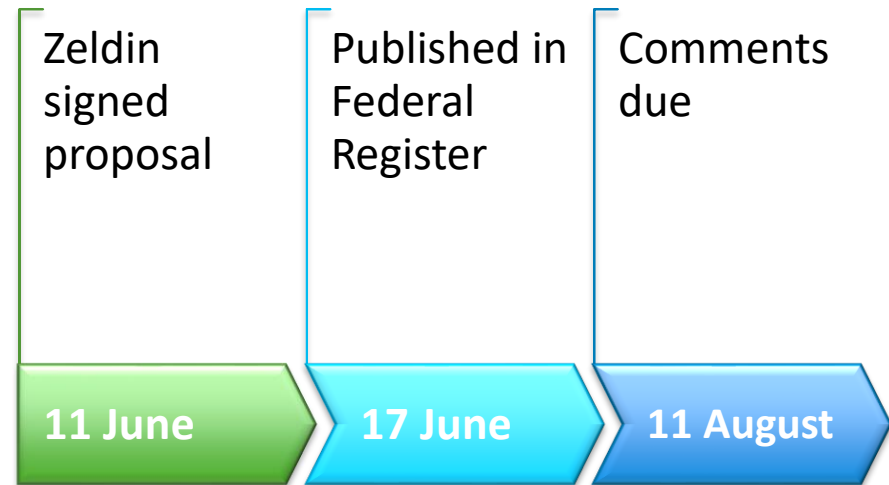 Zeldin
signed
proposal
Published in
Federal
Register
Comments
due
11 June
17 June
11 August